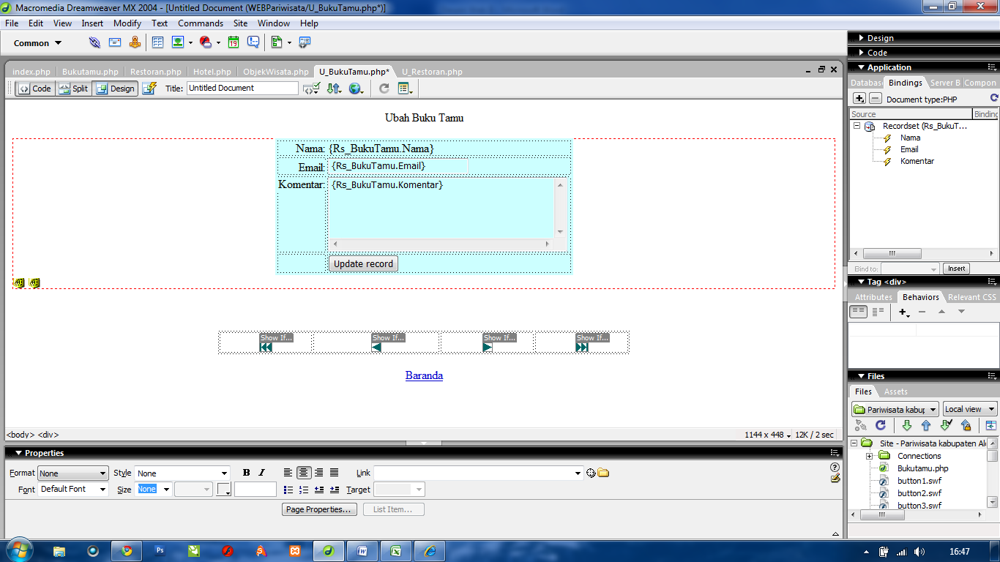 Macromedia Dreamweaver MX 2004 - [Untitled Document (WEBPariwisata/U_BukuTamu.php*)]
File Edit View Insert Modify Text Commands Site Window Help
Common
19
index.php Bukutamu.php Restoran.php Hotel.php ObjekWisata.php U_BukuTamu.php* U_Restoran.php
Code Split Design Title: Untitled Document
Ubah Buku Tamu
Nama: {Rs_BukuTamu.Nama}
Email: {Rs_BukuTamu.Email}
Komentar: {Rs_BukuTamu.Komentar}
Update record
Show If... Show If... Show If... Show If...
Baranda
<body> <div> 1144 x 448 12K / 2 sec
Properties
Format None Style None B I Link
Font Default Font Size None Target
Page Properties... List Item...
Design
Code
Application
Databas Bindings Server B Compon
Document type:PHP
Source Binding
Recordset (Rs_BukuT...
Nama
Email
Komentar
Bind to: Insert
Tag <div>
Attributes Behaviors Relevant CSS
Files
Files Assets
Pariwisata kabup Local view
Site - Pariwisata kabupaten Al
Connections
Bukutamu.php
button1.swf
button2.swf
button3.swf
Ps W 16:47